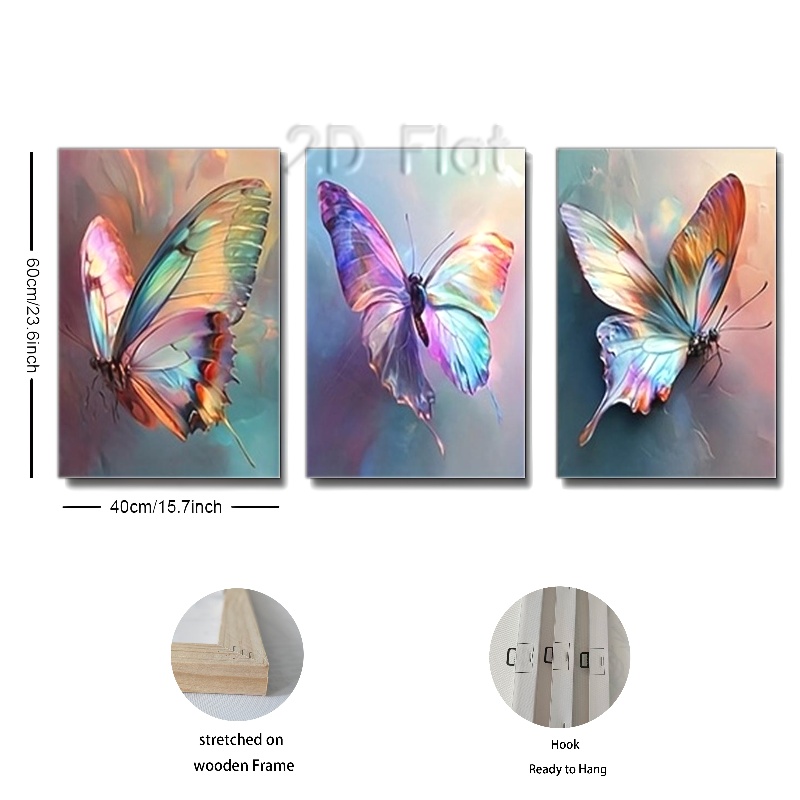 2D Flat
60cm/23.6inch
40cm/15.7inch
stretched on
wooden Frame
Hook
Ready to Hang